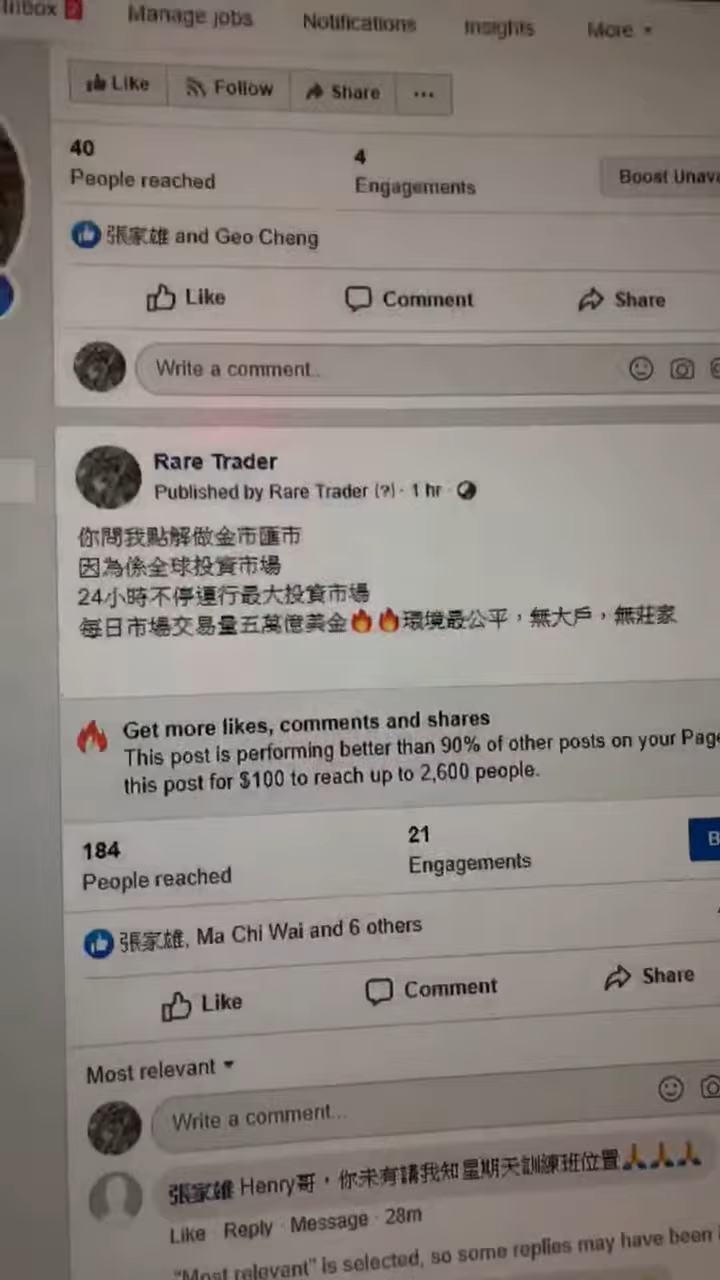 Inbox 2 Manage jobs Notifications Insights More
Like Follow Share ...
40 4
People reached Engagements Boost
張家雄 and Geo Cheng
Like Comment Share
Write a comment...
Rare Trader
Published by Rare Trader (?) · 1 hr ·
你問我點解做金市匯市
因為係全球投資市場
24小時不停運行最大投資市場
每日市場交易量五萬億美金🔥🔥環境最公平，無大戶，無莊家
Get more likes, comments and shares
This post is performing better than 90% of other posts on your
this post for $100 to reach up to 2,600 people.
184 21
People reached Engagements B
張家雄, Ma Chi Wai and 6 others
Like Comment Share
Most relevant
Write a comment...
張家雄 Henry哥，你未有講我知星期天訓練班位置🙏🙏🙏
Like · Reply · Message · 28m
"Most relevant" is selected, so some replies may have been